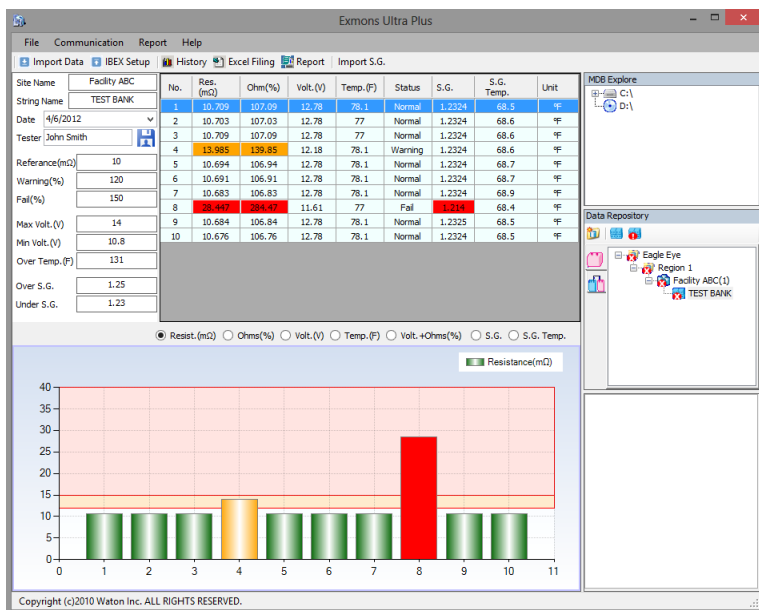 Exmons Ultra Plus
File Communication Report Help
Import Data IBEX Setup History Excel Filing Report Import S.G.
Site Name Facility ABC
String Name TEST BANK
Date 4/6/2012
Tester John Smith
Referance(mΩ) 10
Warning(%) 120
Fail(%) 150
Max Volt.(V) 14
Min Volt.(V) 10.8
Over Temp.(F) 131
Over S.G. 1.25
Under S.G. 1.23
No. Res. (mΩ) Ohm(%) Volt.(V) Temp.(F) Status S.G. S.G. Temp. Unit
1 10.709 107.09 12.78 78.1 Normal 1.2324 68.5 ℉
2 10.703 107.03 12.78 77 Normal 1.2324 68.6 ℉
3 10.709 107.09 12.78 77 Normal 1.2324 68.6 ℉
4 13.985 139.85 12.18 78.1 Warning 1.2324 68.6 ℉
5 10.694 106.94 12.78 78.1 Normal 1.2324 68.7 ℉
6 10.691 106.91 12.78 78.1 Normal 1.2324 68.7 ℉
7 10.683 106.83 12.78 78.1 Normal 1.2324 68.9 ℉
8 28.447 284.47 11.61 77 Fail 1.214 68.4 ℉
9 10.684 106.84 12.78 78.1 Normal 1.2325 68.5 ℉
10 10.676 106.76 12.78 78.1 Normal 1.2324 68.5 ℉
MDB Explore
C:\
D:\
Data Repository
Eagle Eye
Region 1
Facility ABC(1)
TEST BANK
Resist.(mΩ) Ohms(%) Volt.(V) Temp.(F) Volt.+Ohms(%) S.G. S.G. Temp.
Resistance(mΩ)
40
35
30
25
20
15
10
5
0
0 1 2 3 4 5 6 7 8 9 10 11
Copyright (c)2010 Waton Inc. ALL RIGHTS RESERVED.